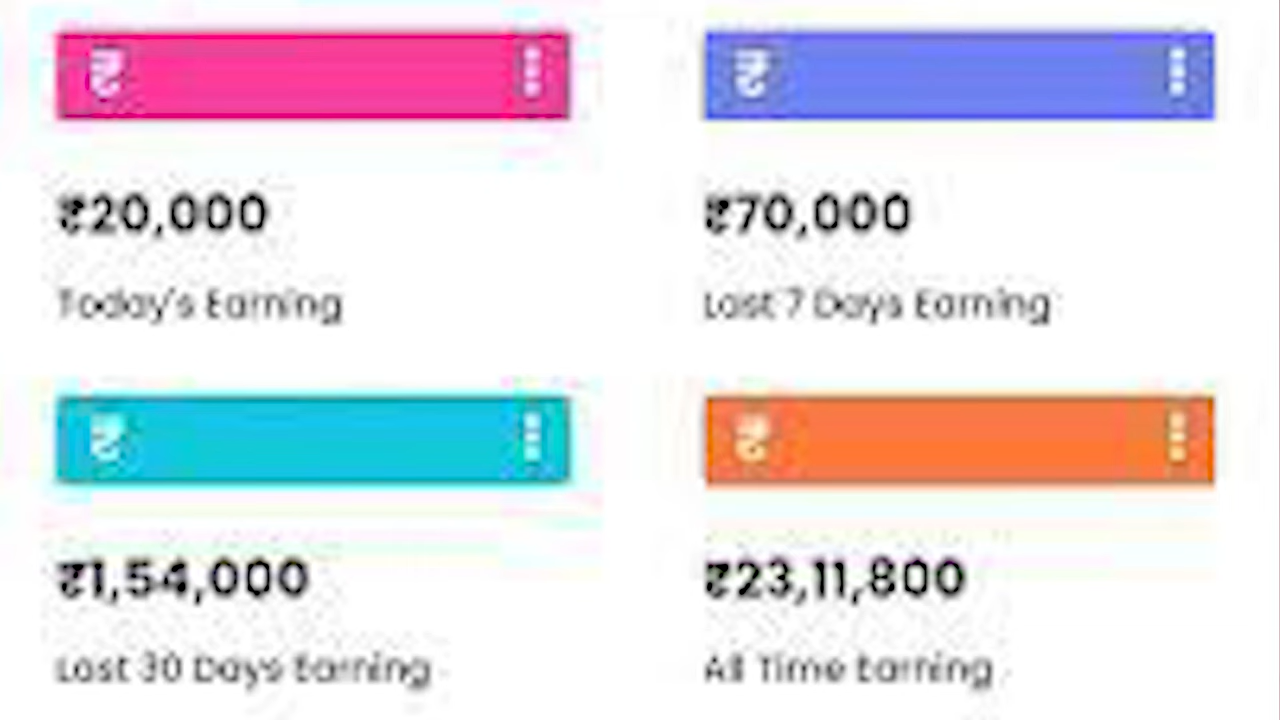 ₹20,000
Today's Earning
₹70,000
Last 7 Days Earning
₹1,54,000
Last 30 Days Earning
₹23,11,800
All Time Earning